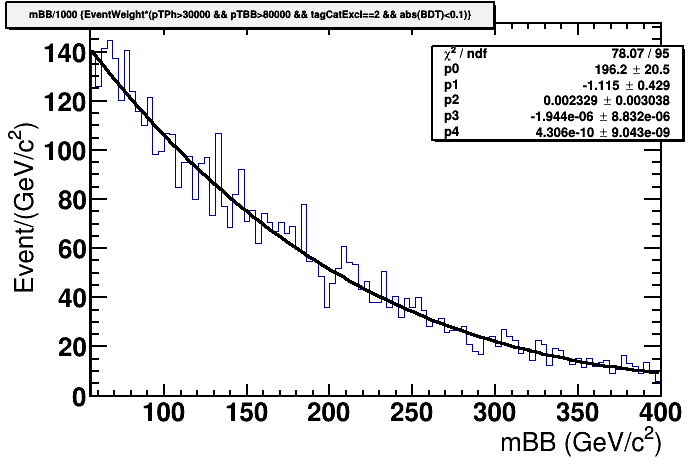 mBB/1000 {EventWeight*(pTPh>30000 && pTBB>80000 && tagCatExcl==2 && abs(BDT)<0.1)}
χ² / ndf 78.07 / 95
p0 196.2 ± 20.5
p1 -1.115 ± 0.429
p2 0.002329 ± 0.003038
p3 -1.944e-06 ± 8.832e-06
p4 4.306e-10 ± 9.043e-09
Event/(GeV/c²)
140
120
100
80
60
40
20
0
100 150 200 250 300 350 400
mBB (GeV/c²)